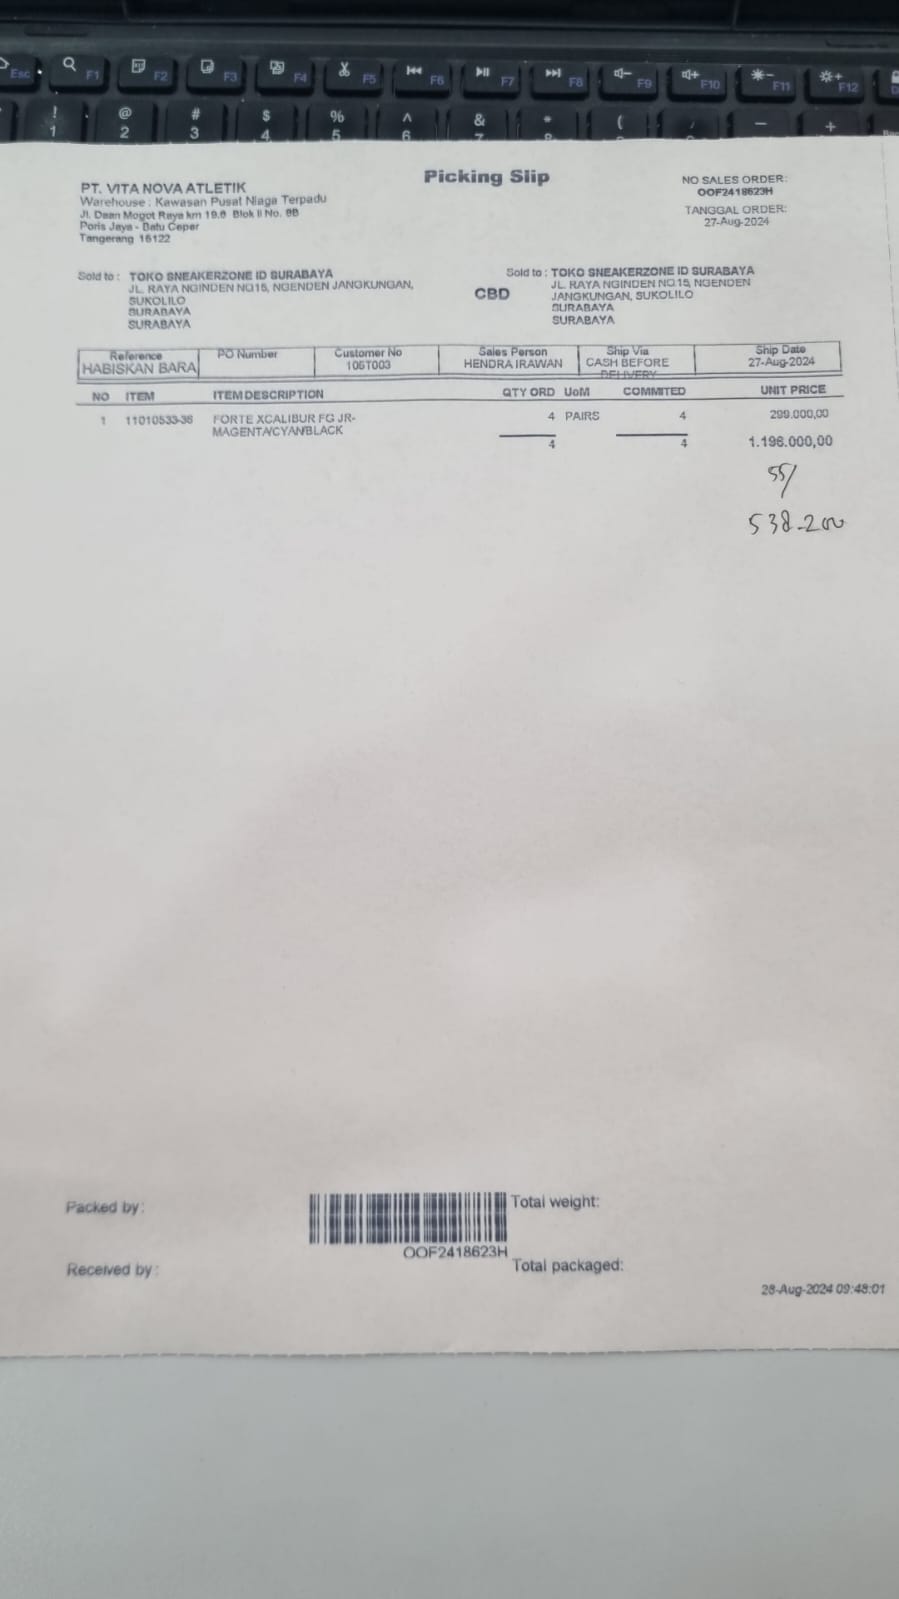 Esc F1 F2 F3 F4 F5 F6 F7 F8 F9 F10 F11 F12
! @ # $ % ^ & * ( — +
1 2 3 4 5 6
Picking Slip
PT. VITA NOVA ATLETIK
Warehouse : Kawasan Pusat Niaga Terpadu
Jl. Daan Mogot Raya km 19.6 Blok II No. 8B
Poris Jaya - Batu Ceper
Tangerang 15122
NO SALES ORDER:
OOF2418623H
TANGGAL ORDER:
27-Aug-2024
Sold to : TOKO SNEAKERZONE ID SURABAYA
JL. RAYA NGINDEN NO.15, NGENDEN JANGKUNGAN,
SUKOLILO
SURABAYA
SURABAYA
CBD
Sold to : TOKO SNEAKERZONE ID SURABAYA
JL. RAYA NGINDEN NO.15, NGENDEN
JANGKUNGAN, SUKOLILO
SURABAYA
SURABAYA
Reference PO Number Customer No Sales Person Ship Via Ship Date
HABISKAN BARA 105T003 HENDRA IRAWAN CASH BEFORE 27-Aug-2024
DELIVERY
NO ITEM ITEM DESCRIPTION QTY ORD UoM COMMITED UNIT PRICE
1 11010533-36 FORTE XCALIBUR FG JR- 4 PAIRS 4 299.000,00
MAGENTA/CYAN/BLACK
4 4 1.196.000,00
55/
538.200
Packed by :
Total weight:
OOF2418623H
Received by :
Total packaged:
28-Aug-2024 09:48:01